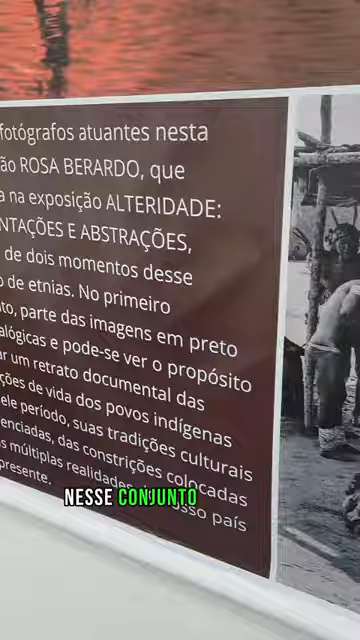 fotógrafos atuantes nesta
ão ROSA BERARDO, que
a na exposição ALTERIDADE:
NTAÇÕES E ABSTRAÇÕES,
de dois momentos desse
o de etnias. No primeiro
to, parte das imagens em preto
alógicas e pode-se ver o propósito
ar um retrato documental das
ções de vida dos povos indígenas
ele período, suas tradições culturais
enciadas, das constrições colocadas
s múltiplas realidades nosso país
presente.
NESSE CONJUNTO